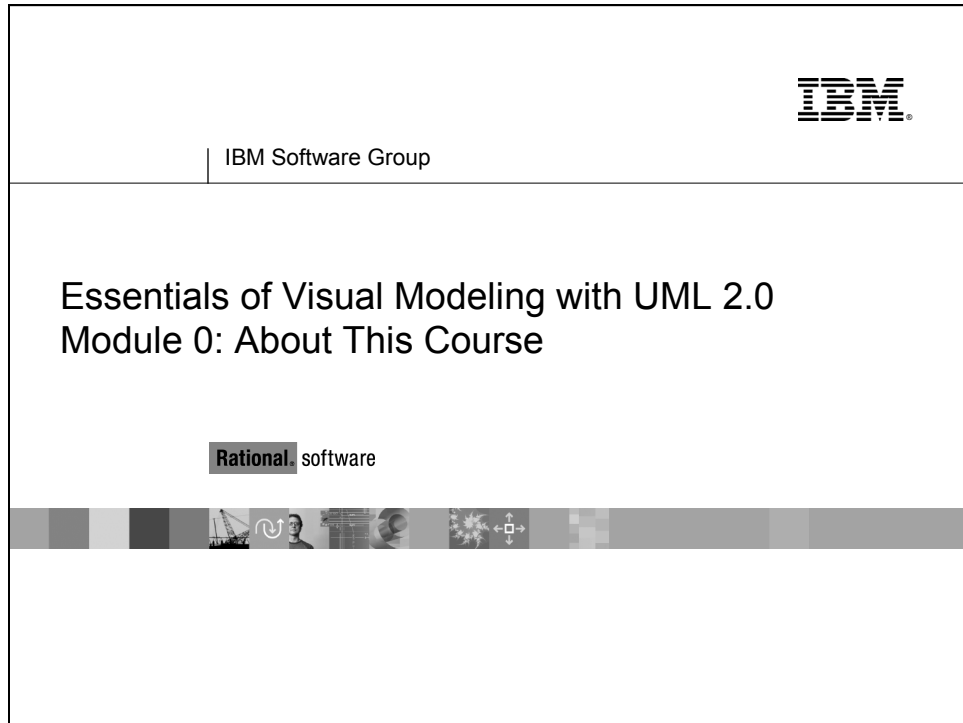 IBM®
IBM Software Group
Essentials of Visual Modeling with UML 2.0
Module 0: About This Course
Rational® software